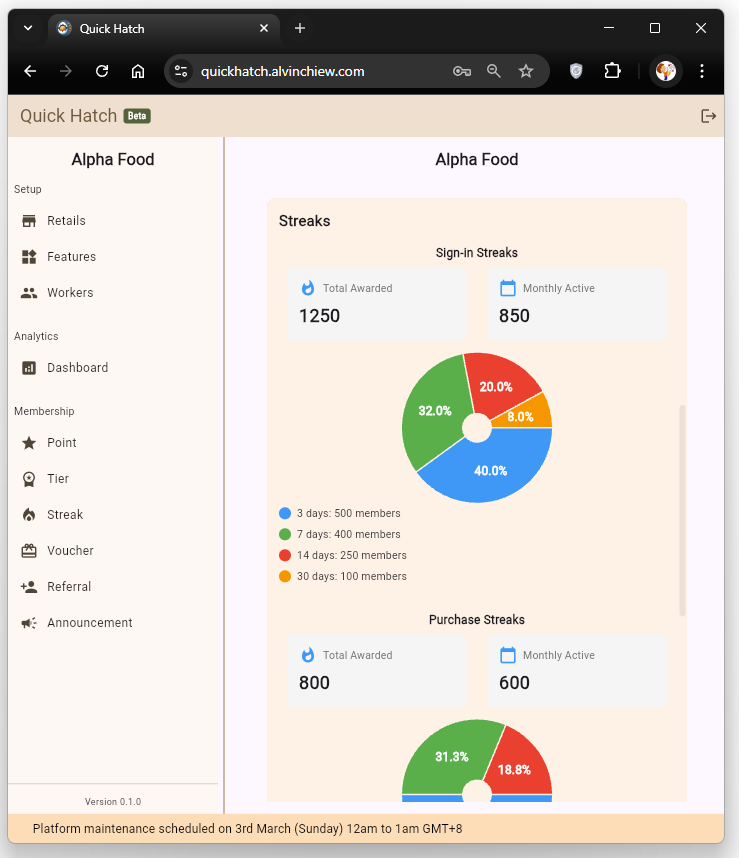 Quick Hatch
quickhatch.alvinchiew.com
Quick Hatch Beta
Alpha Food
Setup
Retails
Features
Workers
Analytics
Dashboard
Membership
Point
Tier
Streak
Voucher
Referral
Announcement
Version 0.1.0
Alpha Food
Streaks
Sign-in Streaks
Total Awarded
1250
Monthly Active
850
20.0%
32.0%
8.0%
40.0%
3 days: 500 members
7 days: 400 members
14 days: 250 members
30 days: 100 members
Purchase Streaks
Total Awarded
800
Monthly Active
600
31.3%
18.8%
Platform maintenance scheduled on 3rd March (Sunday) 12am to 1am GMT+8